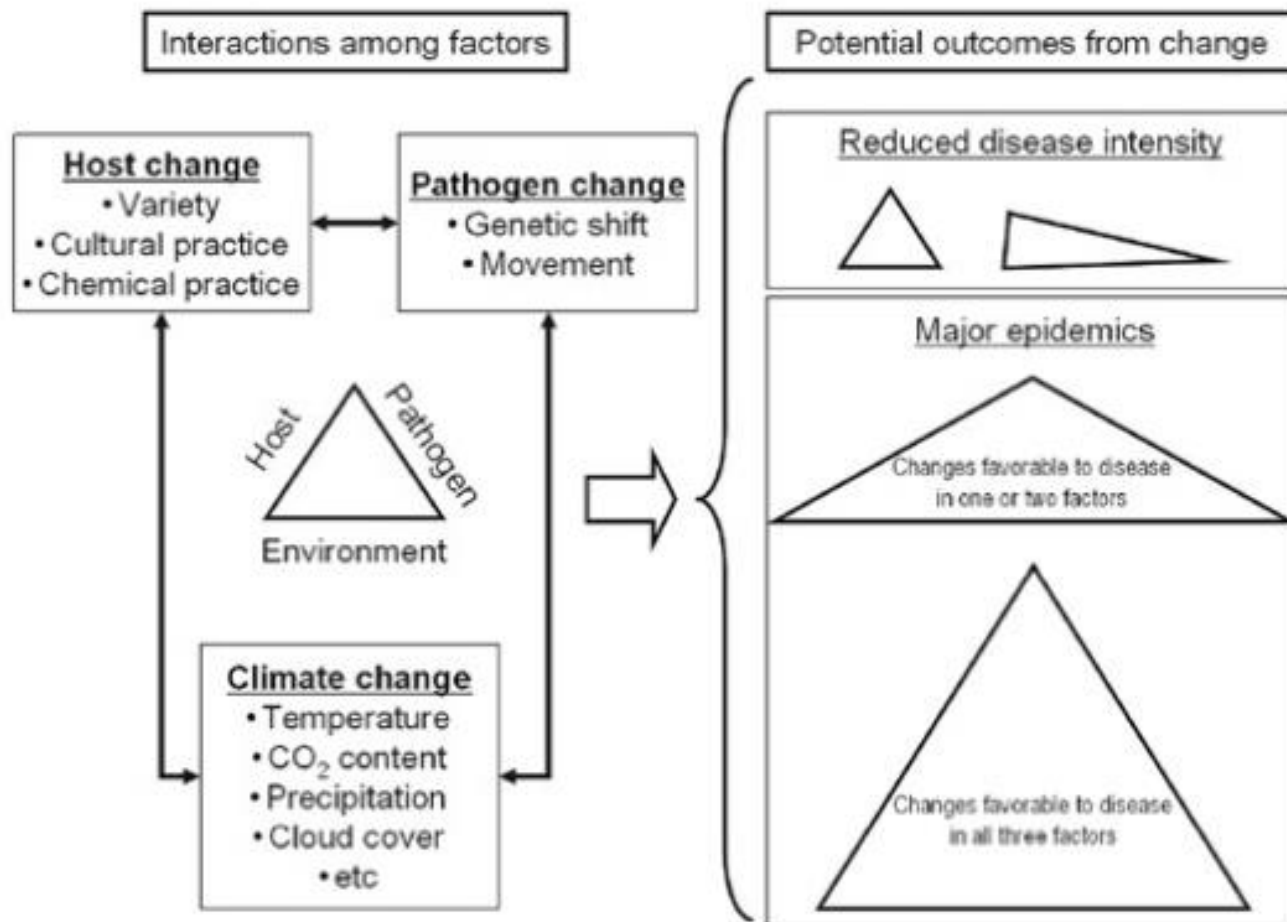 Interactions among factors
Potential outcomes from change
Host change
• Variety
• Cultural practice
• Chemical practice
Pathogen change
• Genetic shift
• Movement
Host
Pathogen
Environment
Climate change
• Temperature
• CO₂ content
• Precipitation
• Cloud cover
• etc
Reduced disease intensity
Major epidemics
Changes favorable to disease
in one or two factors
Changes favorable to disease
in all three factors